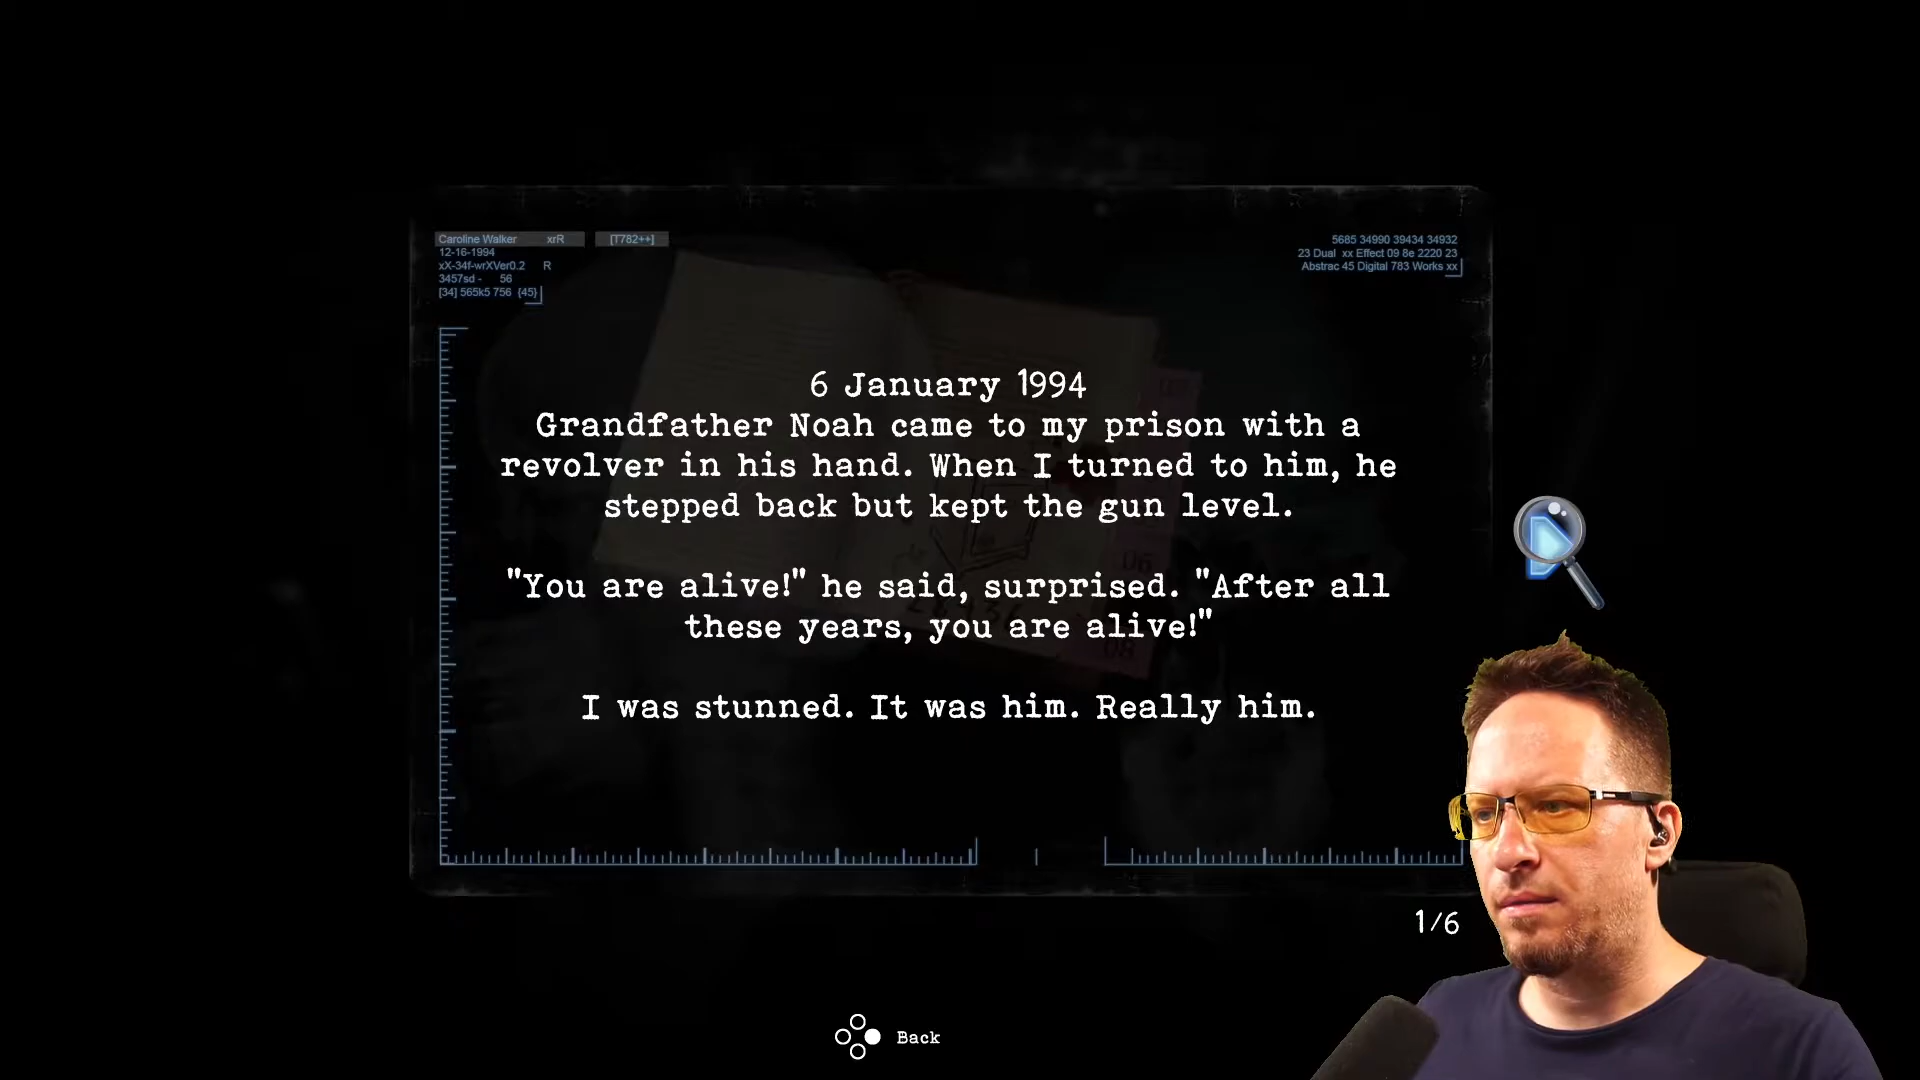 Caroline Walker xrR [T782++]
12-16-1994
xX-34f-wrXVer0.2 R
3457sd - 56
[34] 565k5 756 {45}
5685 34990 39434 34932
23 Dual xx Effect 09 8e 2220 23
Abstrac 45 Digital 783 Works xx
6 January 1994
Grandfather Noah came to my prison with a
revolver in his hand. When I turned to him, he
stepped back but kept the gun level.
"You are alive!" he said, surprised. "After all
these years, you are alive!"
I was stunned. It was him. Really him.
06
08
1/6
Back